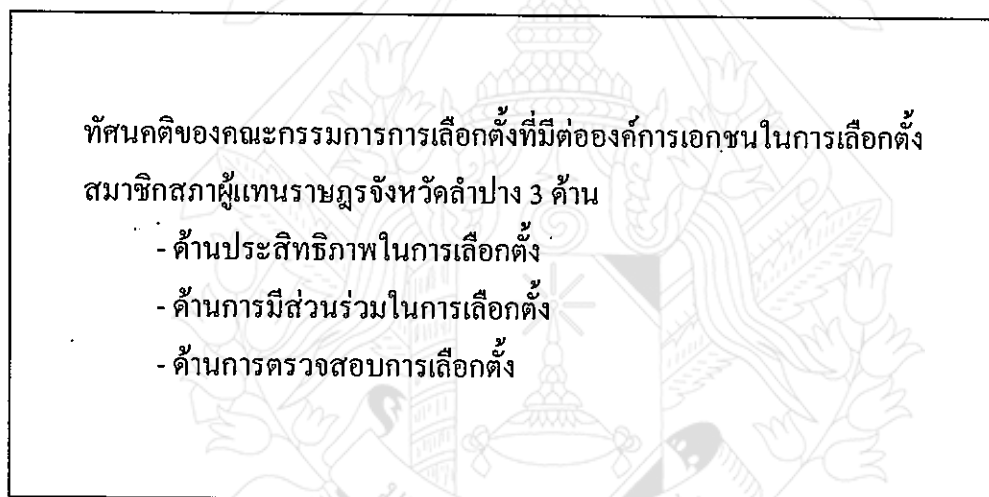 ทัศนคติของคณะกรรมการการเลือกตั้งที่มีต่อองค์การเอกชนในการเลือกตั้ง
สมาชิกสภาผู้แทนราษฎรจังหวัดลำปาง 3 ด้าน
- ด้านประสิทธิภาพในการเลือกตั้ง
- ด้านการมีส่วนร่วมในการเลือกตั้ง
- ด้านการตรวจสอบการเลือกตั้ง